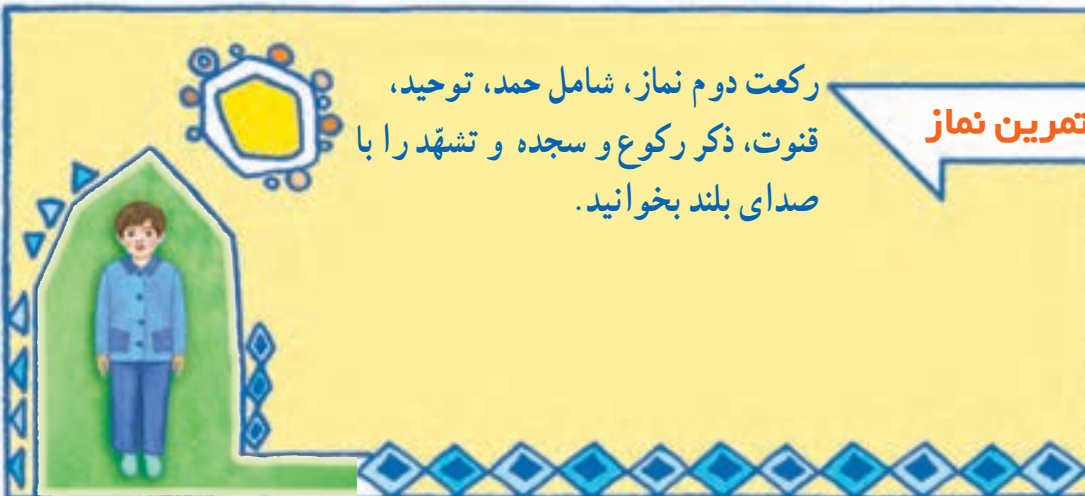 تمرین نماز
رکعت دوم نماز، شامل حمد، توحید،
قنوت، ذکر رکوع و سجده و تشهّد را با
صدای بلند بخوانید.